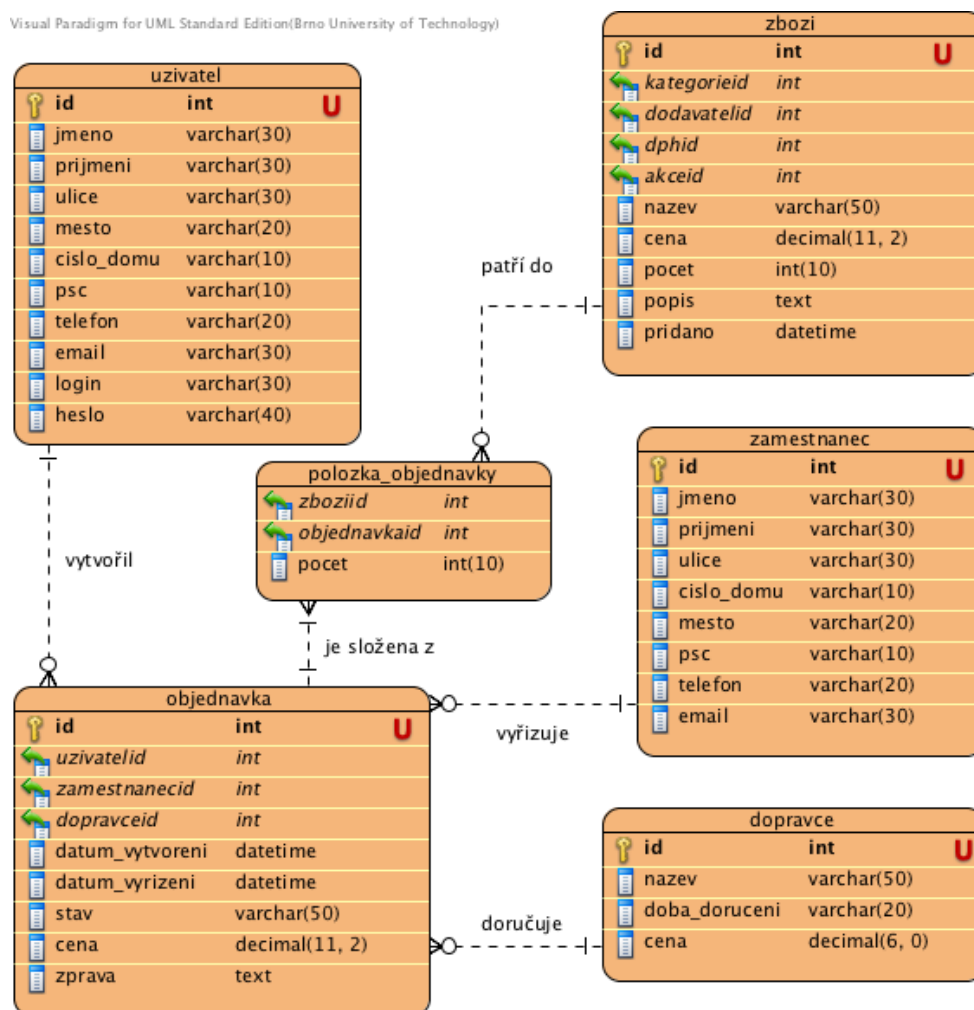 Visual Paradigm for UML Standard Edition(Brno University of Technology)
uzivatel
id int U
jmeno varchar(30)
prijmeni varchar(30)
ulice varchar(30)
mesto varchar(20)
cislo_domu varchar(10)
psc varchar(10)
telefon varchar(20)
email varchar(30)
login varchar(30)
heslo varchar(40)
zbozi
id int U
kategorieid int
dodavatelid int
dphid int
akceid int
nazev varchar(50)
cena decimal(11, 2)
pocet int(10)
popis text
pridano datetime
patří do
polozka_objednavky
zboziid int
objednavkaid int
pocet int(10)
vytvořil
je složena z
zamestnanec
id int U
jmeno varchar(30)
prijmeni varchar(30)
ulice varchar(30)
cislo_domu varchar(10)
mesto varchar(20)
psc varchar(10)
telefon varchar(20)
email varchar(30)
objednavka
id int U
uzivatelid int
zamestnanecid int
dopravceid int
datum_vytvoreni datetime
datum_vyrizeni datetime
stav varchar(50)
cena decimal(11, 2)
zprava text
vyřizuje
doručuje
dopravce
id int U
nazev varchar(50)
doba_doruceni varchar(20)
cena decimal(6, 0)